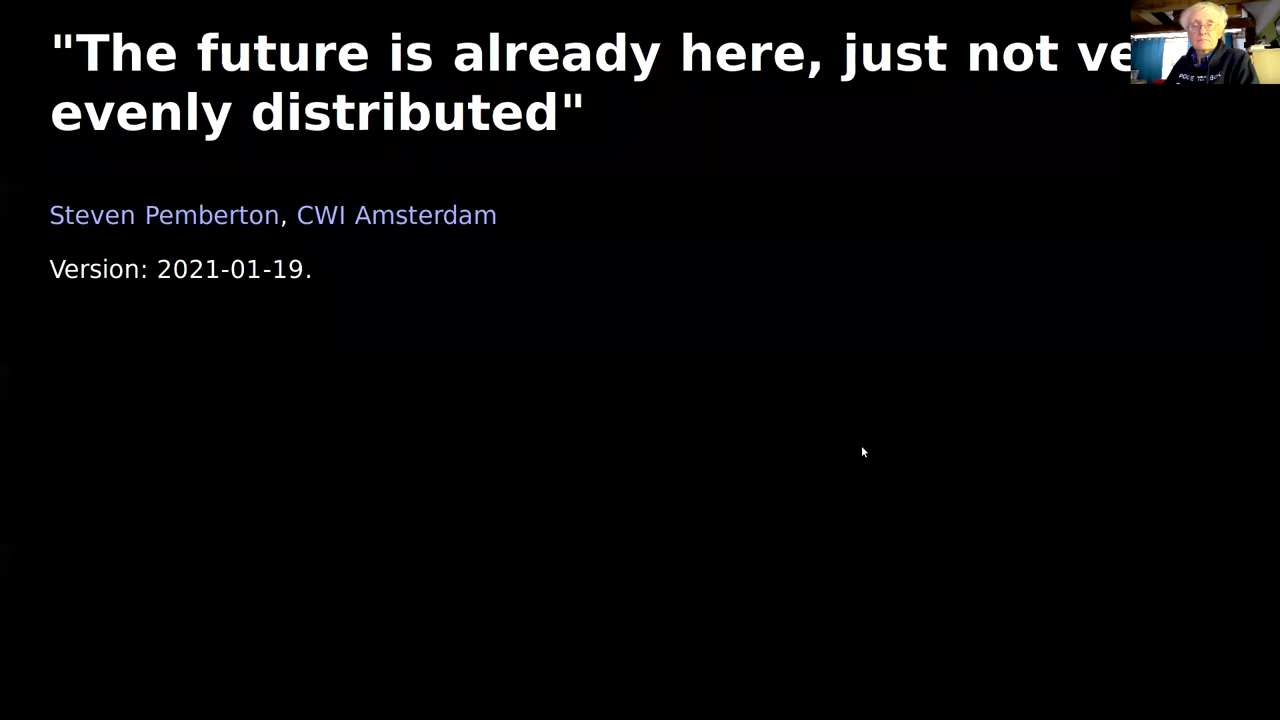 "The future is already here, just not ve
evenly distributed"
Steven Pemberton, CWI Amsterdam
Version: 2021-01-19.